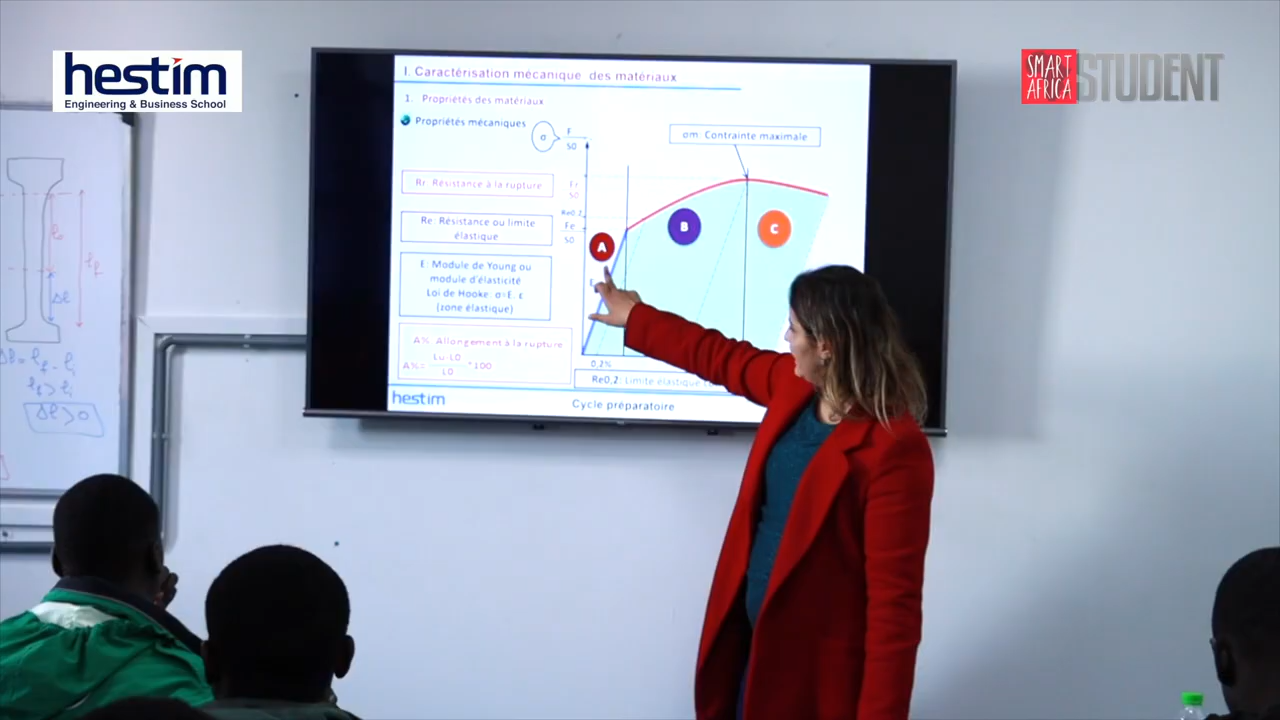 hestim
Engineering & Business School
SMART
AFRICA
STUDENT
I. Caractérisation mécanique des matériaux
1. Propriétés des matériaux
Propriétés mécaniques
σ
F
S0
σm: Contrainte maximale
Rr: Résistance à la rupture
Fr
S0
Re0,2
Fe
S0
Re: Résistance ou limite
élastique
A
B
C
E: Module de Young ou
module d'élasticité
Loi de Hooke: σ=E. ε
(zone élastique)
E
A% Allongement à la rupture
A%= Lu-L0 *100
L0
0,2%
Re0,2: Limite élastique
hestim
Cycle préparatoire
l0
lf
Δl
Δl = lf - li
lf > li
Δl > 0